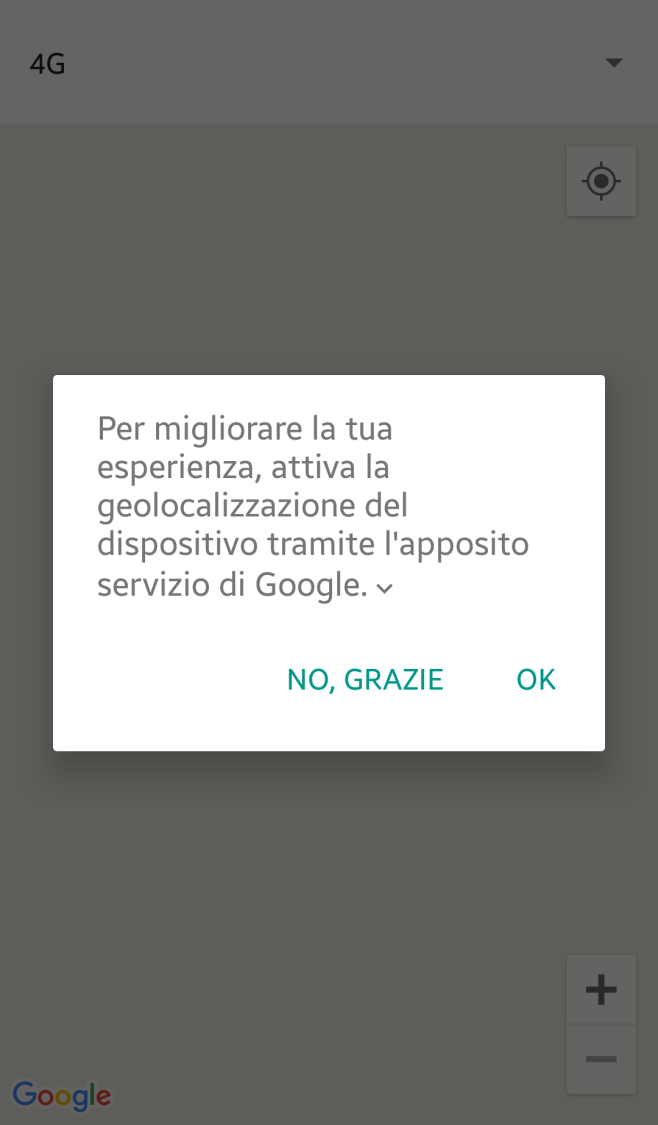 4G
Per migliorare la tua
esperienza, attiva la
geolocalizzazione del
dispositivo tramite l'apposito
servizio di Google.
NO, GRAZIE OK
Google